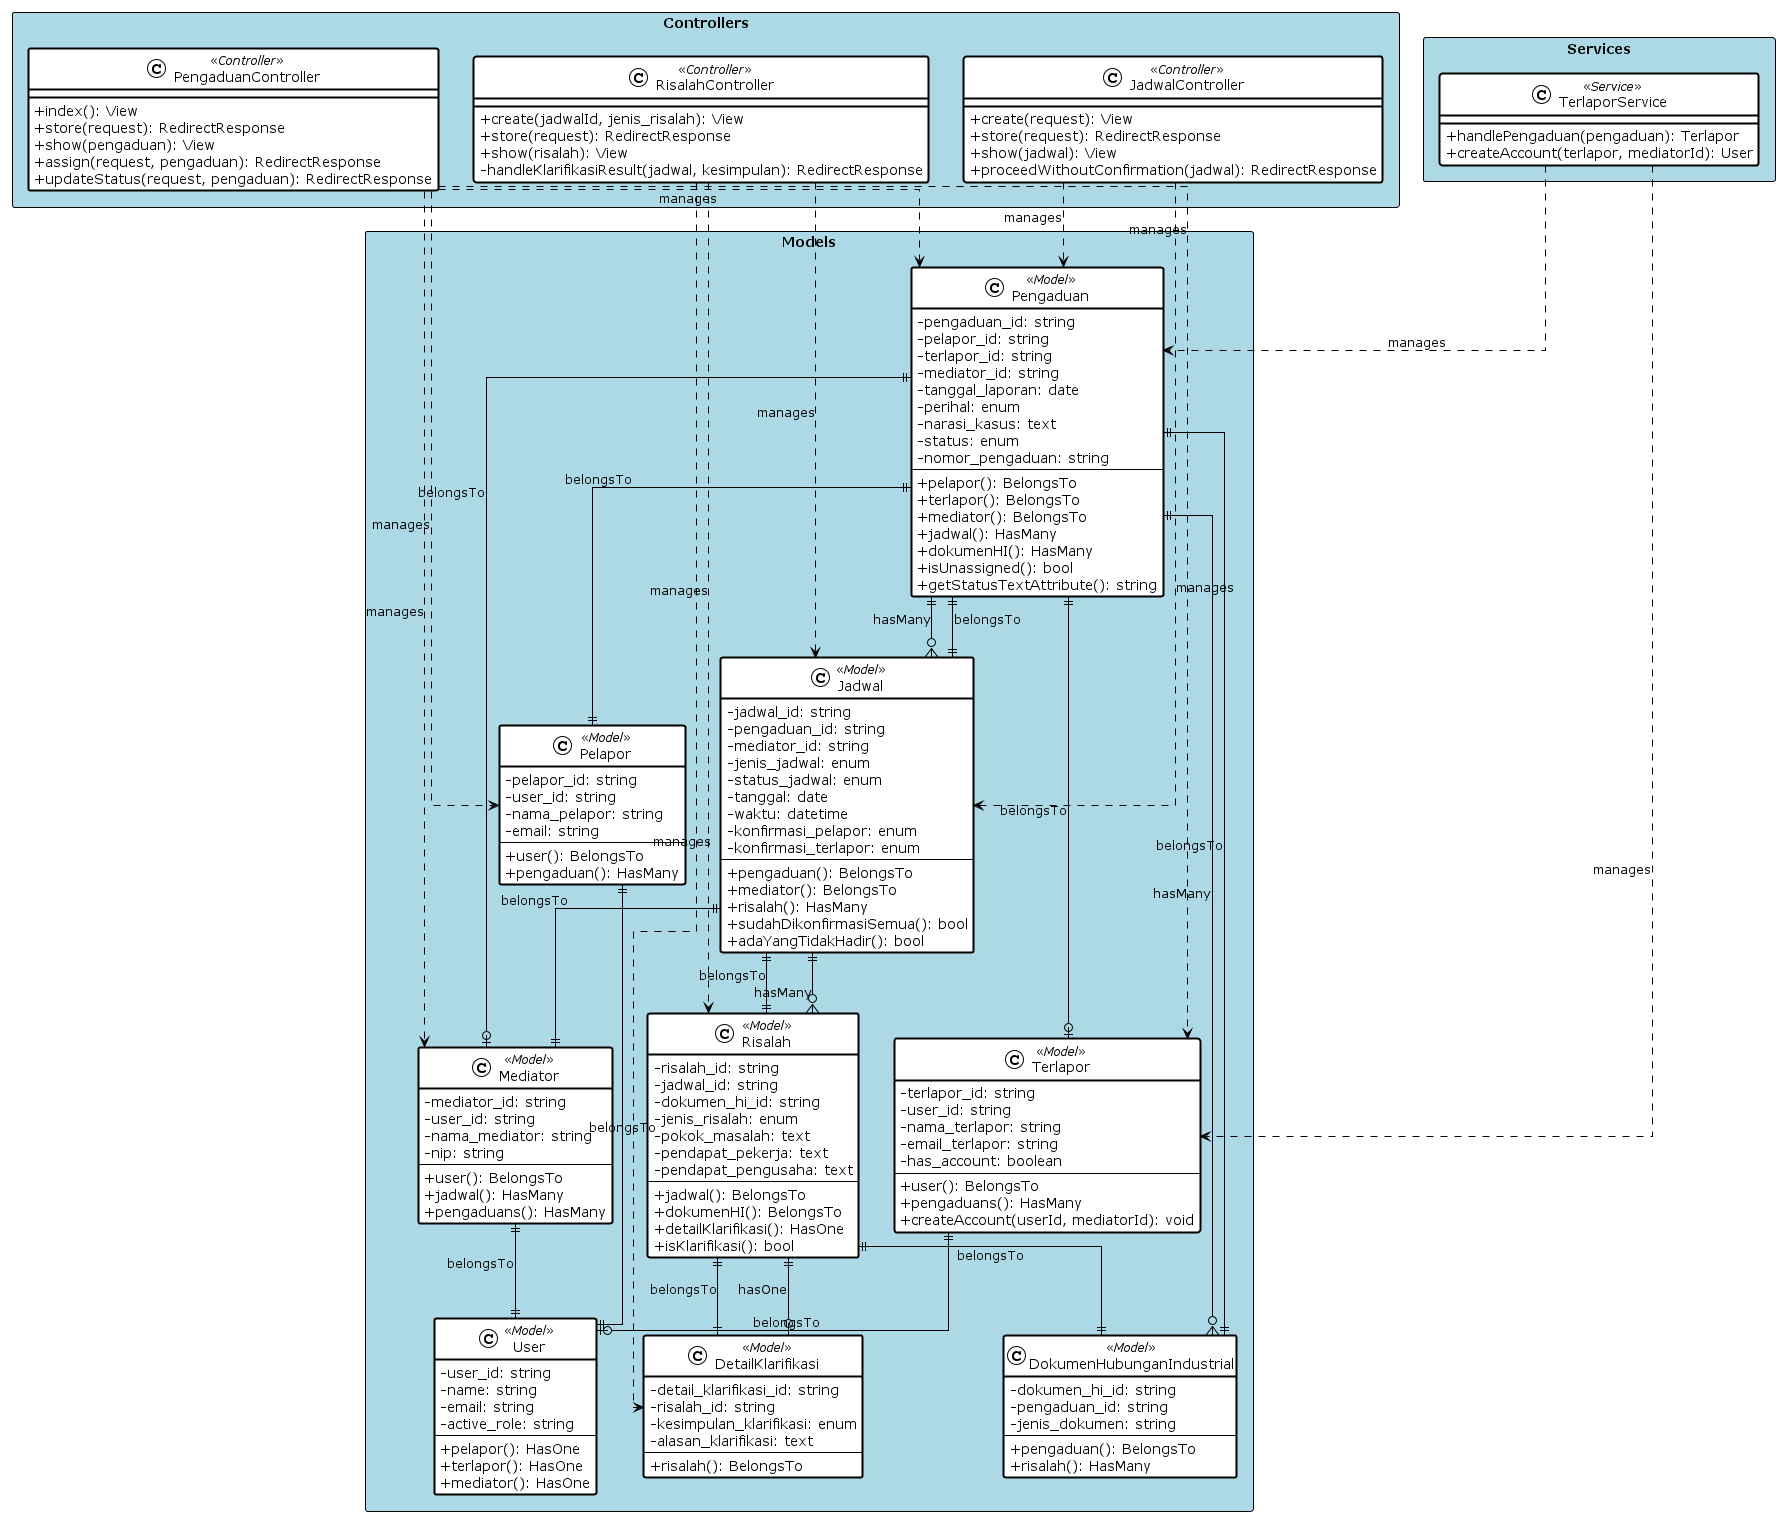 Controllers
«Controller»
PengaduanController
+index(): View
+store(request): RedirectResponse
+show(pengaduan): View
+assign(request, pengaduan): RedirectResponse
+updateStatus(request, pengaduan): RedirectResponse
«Controller»
RisalahController
+create(jadwalId, jenis_risalah): View
+store(request): RedirectResponse
+show(risalah): View
-handleKlarifikasiResult(jadwal, kesimpulan): RedirectResponse
«Controller»
JadwalController
+create(request): View
+store(request): RedirectResponse
+show(jadwal): View
+proceedWithoutConfirmation(jadwal): RedirectResponse
Services
«Service»
TerlaporService
+handlePengaduan(pengaduan): Terlapor
+createAccount(terlapor, mediatorId): User
manages
manages
manages
Models
«Model»
Pengaduan
-pengaduan_id: string
-pelapor_id: string
-terlapor_id: string
-mediator_id: string
-tanggal_laporan: date
-perihal: enum
-narasi_kasus: text
-status: enum
-nomor_pengaduan: string
+pelapor(): BelongsTo
+terlapor(): BelongsTo
+mediator(): BelongsTo
+jadwal(): HasMany
+dokumenHI(): HasMany
+isUnassigned(): bool
+getStatusTextAttribute(): string
manages
manages
belongsTo
belongsTo
manages
manages
manages
manages
hasMany
belongsTo
«Model»
Jadwal
-jadwal_id: string
-pengaduan_id: string
-mediator_id: string
-jenis_jadwal: enum
-status_jadwal: enum
-tanggal: date
-waktu: datetime
-konfirmasi_pelapor: enum
-konfirmasi_terlapor: enum
+pengaduan(): BelongsTo
+mediator(): BelongsTo
+risalah(): HasMany
+sudahDikonfirmasiSemua(): bool
+adaYangTidakHadir(): bool
«Model»
Pelapor
-pelapor_id: string
-user_id: string
-nama_pelapor: string
-email: string
+user(): BelongsTo
+pengaduan(): HasMany
manages
belongsTo
belongsTo
hasMany
manages
belongsTo
belongsTo
hasMany
«Model»
Risalah
-risalah_id: string
-jadwal_id: string
-dokumen_hi_id: string
-jenis_risalah: enum
-pokok_masalah: text
-pendapat_pekerja: text
-pendapat_pengusaha: text
+jadwal(): BelongsTo
+dokumenHI(): BelongsTo
+detailKlarifikasi(): HasOne
+isKlarifikasi(): bool
«Model»
Mediator
-mediator_id: string
-user_id: string
-nama_mediator: string
-nip: string
+user(): BelongsTo
+jadwal(): HasMany
+pengaduans(): HasMany
«Model»
Terlapor
-terlapor_id: string
-user_id: string
-nama_terlapor: string
-email_terlapor: string
-has_account: boolean
+user(): BelongsTo
+pengaduans(): HasMany
+createAccount(userId, mediatorId): void
belongsTo
belongsTo
belongsTo
belongsTo
hasOne
belongsTo
«Model»
User
-user_id: string
-name: string
-email: string
-active_role: string
+pelapor(): HasOne
+terlapor(): HasOne
+mediator(): HasOne
«Model»
DetailKlarifikasi
-detail_klarifikasi_id: string
-risalah_id: string
-kesimpulan_klarifikasi: enum
-alasan_klarifikasi: text
+risalah(): BelongsTo
«Model»
DokumenHubunganIndustrial
-dokumen_hi_id: string
-pengaduan_id: string
-jenis_dokumen: string
+pengaduan(): BelongsTo
+risalah(): HasMany